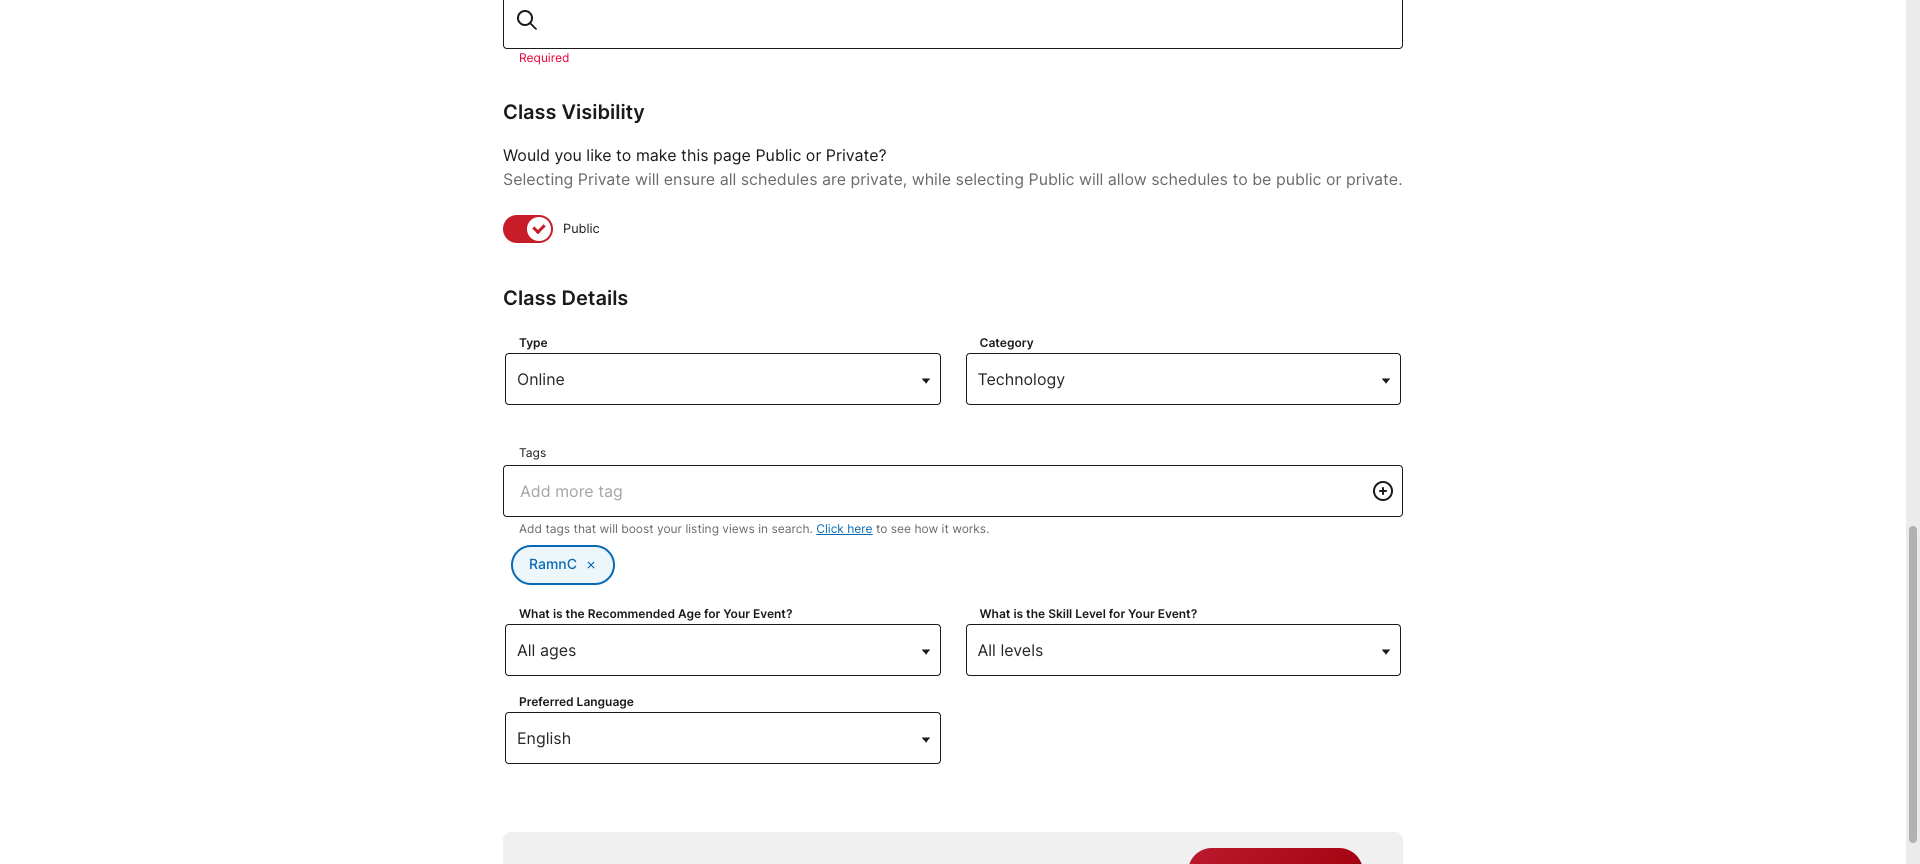 Required
Class Visibility
Would you like to make this page Public or Private?
Selecting Private will ensure all schedules are private, while selecting Public will allow schedules to be public or private.
Public
Class Details
Type
Category
Online
Technology
Tags
Add more tag
Add tags that will boost your listing views in search. Click here to see how it works.
RamnC ×
What is the Recommended Age for Your Event?
What is the Skill Level for Your Event?
All ages
All levels
Preferred Language
English